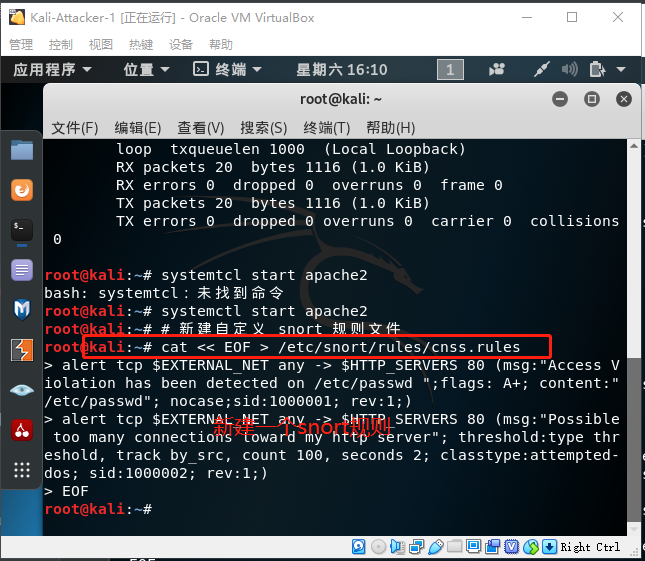 Kali-Attacker-1 [正在运行] - Oracle VM VirtualBox
管理 控制 视图 热键 设备 帮助
应用程序 位置 终端 星期六 16:10 1
root@kali: ~
文件(F) 编辑(E) 查看(V) 搜索(S) 终端(T) 帮助(H)
loop txqueuelen 1000 (Local Loopback)
RX packets 20 bytes 1116 (1.0 KiB)
RX errors 0 dropped 0 overruns 0 frame 0
TX packets 20 bytes 1116 (1.0 KiB)
TX errors 0 dropped 0 overruns 0 carrier 0 collisions
0
root@kali:~# systemtcl start apache2
bash: systemtcl：未找到命令
root@kali:~# systemctl start apache2
root@kali:~# # 新建自定义 snort 规则文件
root@kali:~# cat << EOF > /etc/snort/rules/cnss.rules
> alert tcp $EXTERNAL_NET any -> $HTTP_SERVERS 80 (msg:"Access V
iolation has been detected on /etc/passwd ";flags: A+; content:"
/etc/passwd"; nocase;sid:1000001; rev:1;)
> alert tcp $EXTERNAL_NET any -> $HTTP_SERVERS 80 (msg:"Possible
新建一个snort规则
too many connections toward my http server"; threshold:type thr
eshold, track by_src, count 100, seconds 2; classtype:attempted-
dos; sid:1000002; rev:1;)
> EOF
root@kali:~#
Right Ctrl